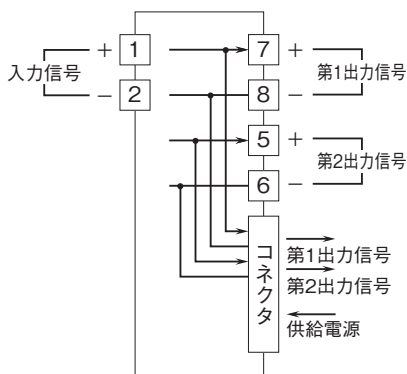 入力信号
+ 1
− 2
7 +
8 −
第1出力信号
5 +
6 −
第2出力信号
コネクタ
第1出力信号
第2出力信号
供給電源